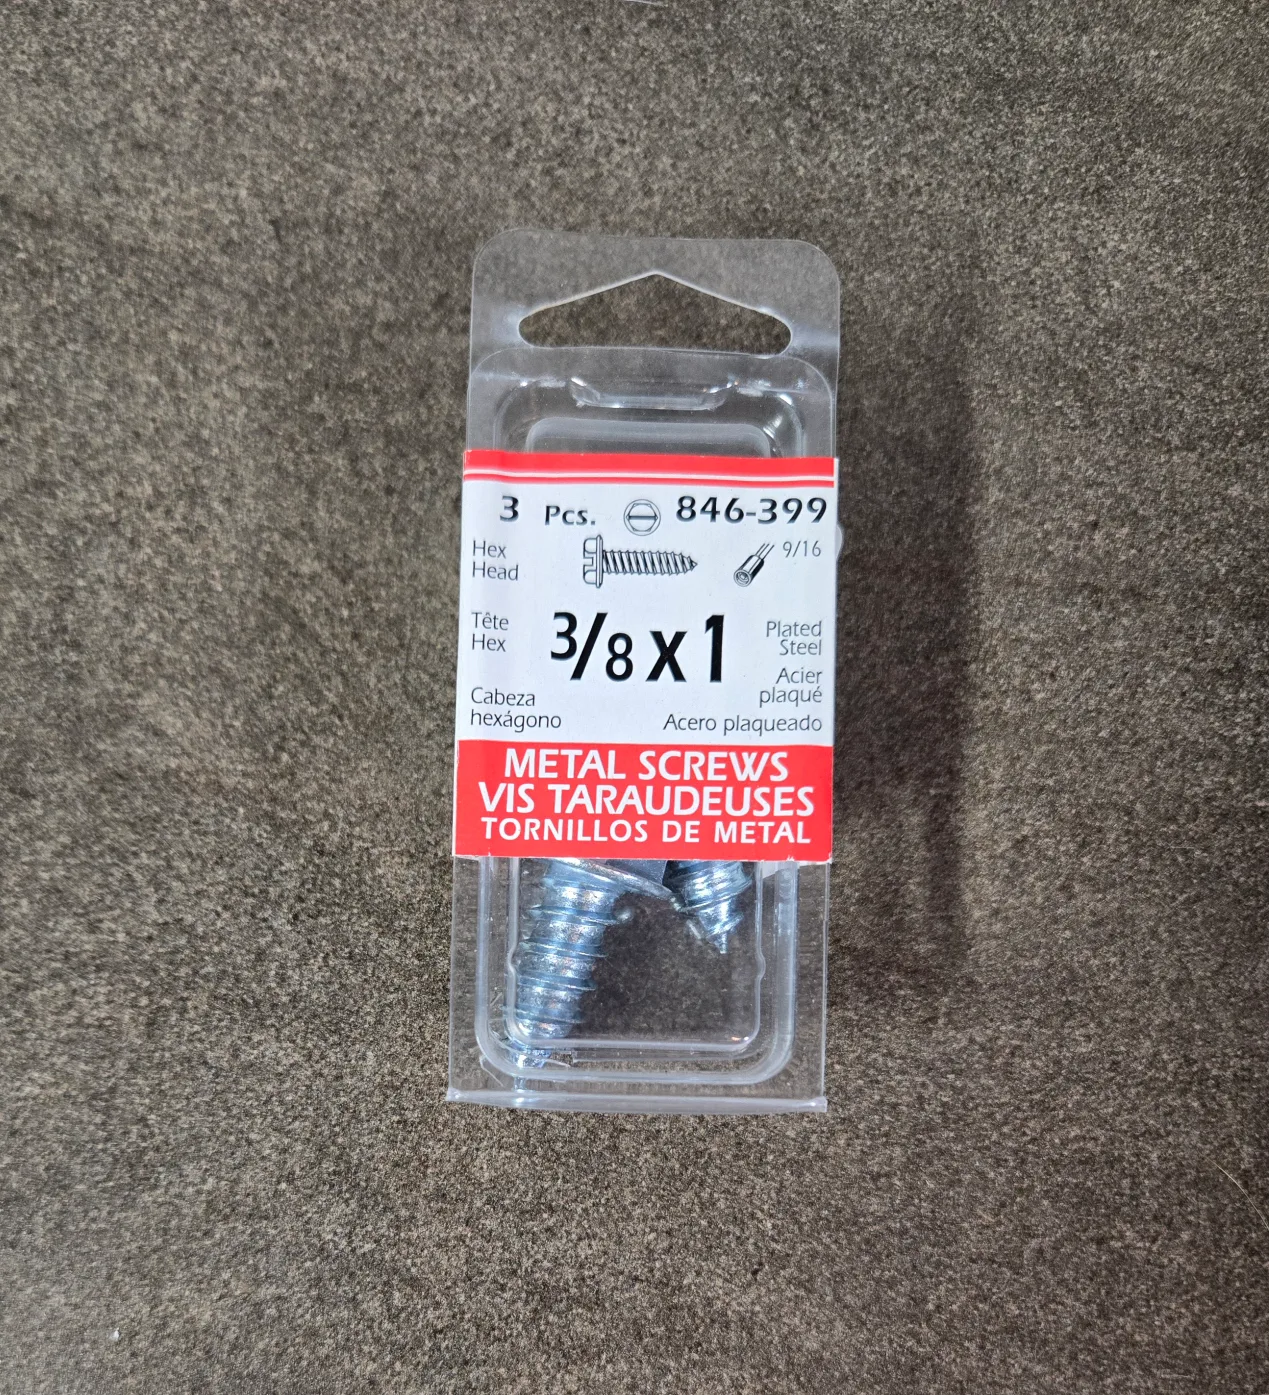 3 Pcs. 846-399
Hex
Head
9/16
Tête
Hex
3/8 x 1
Plated
Steel
Acier
plaqué
Cabeza
hexágono
Acero plaqueado
METAL SCREWS
VIS TARAUDEUSES
TORNILLOS DE METAL